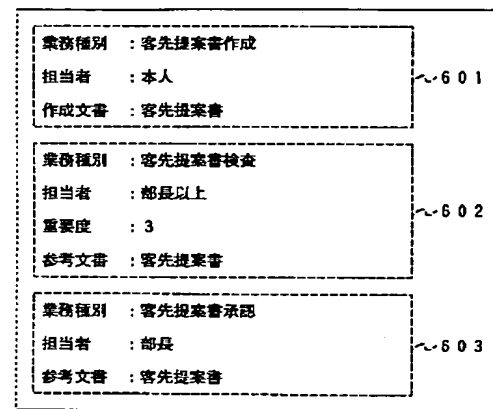 業務種別 ：客先提案書作成
担当者 ：本人
作成文書 ：客先提案書
601
業務種別 ：客先提案書検査
担当者 ：部長以上
重要度 ：3
参考文書 ：客先提案書
602
業務種別 ：客先提案書承認
担当者 ：部長
参考文書 ：客先提案書
603